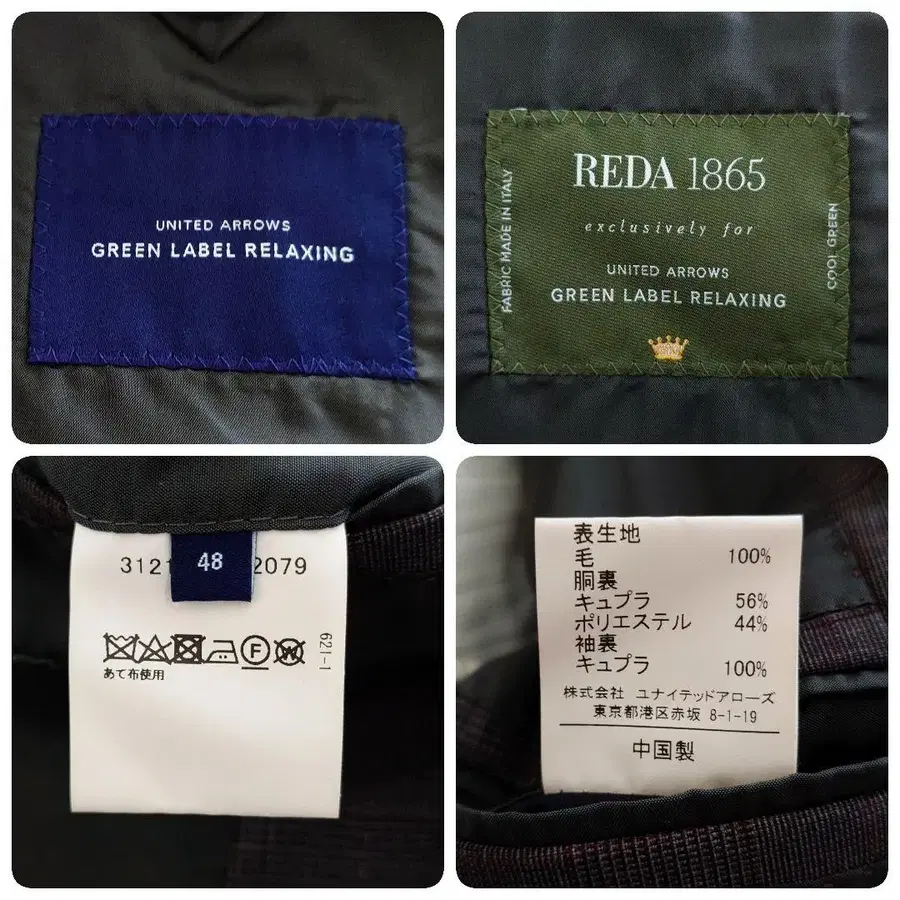 UNITED ARROWS
GREEN LABEL RELAXING
REDA 1865
exclusively for
UNITED ARROWS
GREEN LABEL RELAXING
FABRIC MADE IN ITALY
COOL GREEN
312
48
2079
あて布使用
621-1
表生地
毛 100%
胴裏
キュプラ 56%
ポリエステル 44%
袖裏
キュプラ 100%
株式会社 ユナイテッドアローズ
東京都港区赤坂 8-1-19
中国製